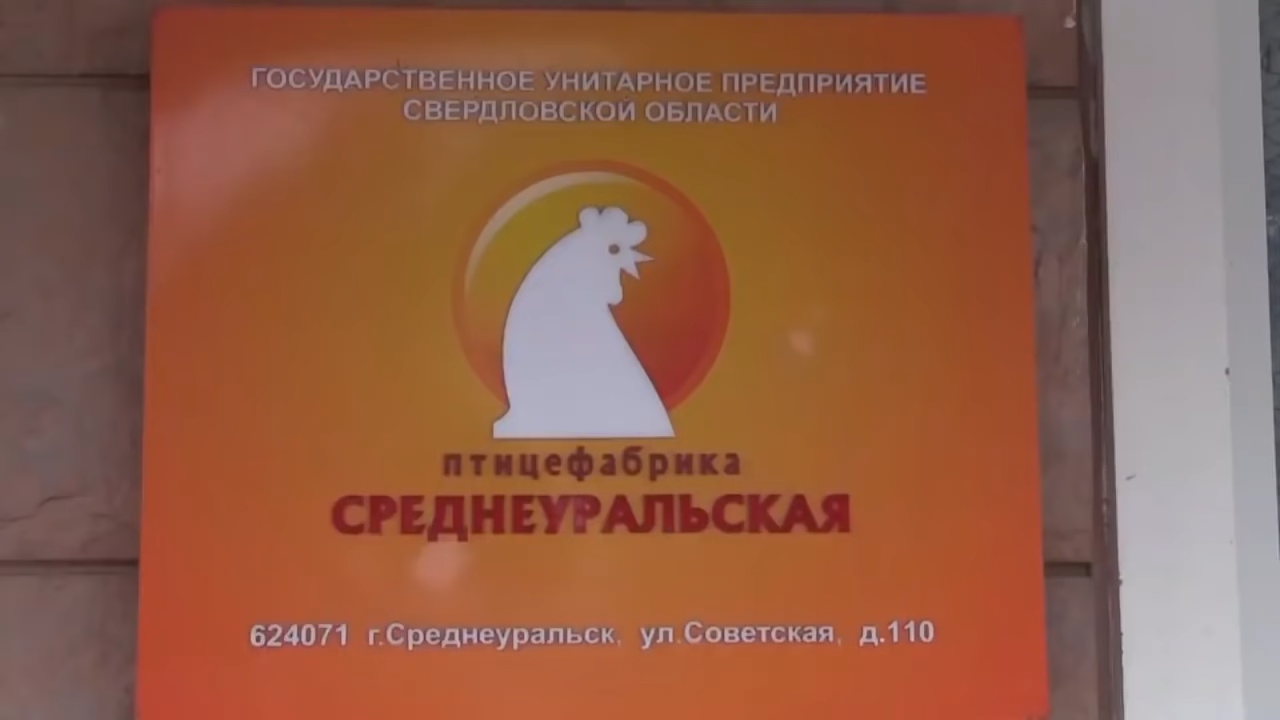 ГОСУДАРСТВЕННОЕ УНИТАРНОЕ ПРЕДПРИЯТИЕ
СВЕРДЛОВСКОЙ ОБЛАСТИ
птицефабрика
СРЕДНЕУРАЛЬСКАЯ
624071 г.Среднеуральск, ул.Советская, д.110